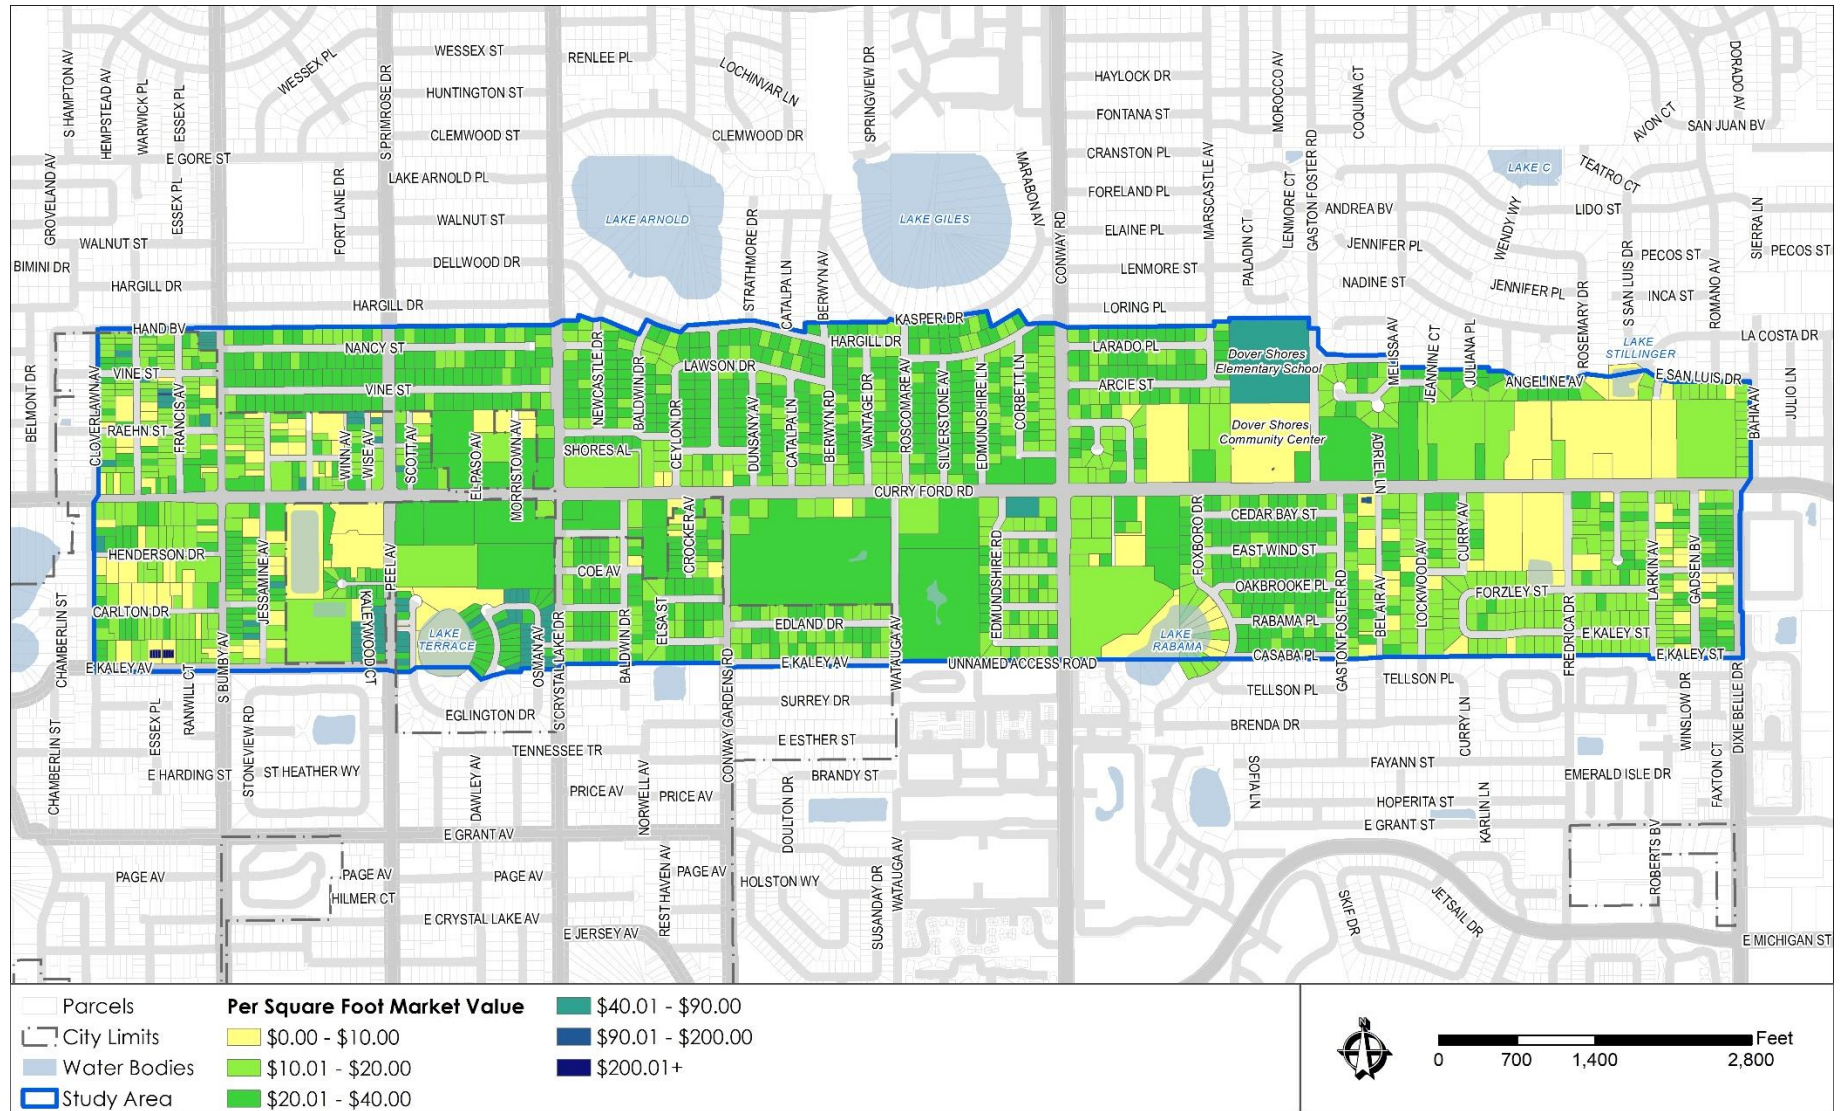 S HAMPTON AV
HEMPSTEAD AV
WARWICK PL
ESSEX PL
WESSEX PL
S PRIMROSE DR
WESSEX ST
RENLEE PL
LOCHINVAR LN
SPRINGVIEW DR
HAYLOCK DR
MOROCCO AV
COQUINA CT
DORADO AV
HUNTINGTON ST
FONTANA ST
AVON CT
SAN JUAN BV
CLEMWOOD ST
CLEMWOOD DR
GROVELAND AV
E GORE ST
CRANSTON PL
MARSCASTLE AV
GASTON FOSTER RD
LAKE C
TEATRO CT
ESSEX PL
FORT LANE DR
LAKE ARNOLD PL
MARABON AV
FORELAND PL
LENMORE CT
WALNUT ST
LAKE ARNOLD
LAKE GILES
CONWAY RD
ANDREA BV
WENDY WY
LIDO ST
SIERRA LN
WALNUT ST
STRATHMORE DR
ELAINE PL
PALADIN CT
JENNIFER PL
S SAN LUIS DR
PECOS ST
PECOS ST
BIMINI DR
DELLWOOD DR
CATALPA LN
BERWYN AV
LENMORE ST
NADINE ST
JENNIFER PL
ROMANO AV
HARGILL DR
HARGILL DR
LORING PL
ROSEMARY DR
INCA ST
HAND BV
KASPER DR
LA COSTA DR
NANCY ST
NEWCASTLE DR
BALDWIN DR
HARGILL DR
LARADO PL
Dover Shores
Elementary School
MELISSA AV
JEANNINE CT
JULIANA PL
LAKE
STILLINGER
BELMONT DR
CLOVERLAWN AV
VINE ST
VINE ST
LAWSON DR
ROSCOMARE AV
EDMUNDSHIRE LN
CORBETT LN
ARCIE ST
ANGELINE AV
E SAN LUIS DR
JULIO LN
FRANCIS AV
RAEHN ST
WINN AV
WISE AV
SCOTT AV
EL PASO AV
MORRISTOWN AV
SHORES AL
CEYLON DR
DUNSANY AV
CATALPA LN
BERWYN RD
VANTAGE DR
SILVERSTONE AV
Dover Shores
Community Center
ADRIEL LN
BAHIA AV
CURRY FORD RD
HENDERSON DR
JESSAMINE AV
PEEL AV
CROCKER AV
FOXBORO DR
CEDAR BAY ST
CURRY AV
EAST WIND ST
LOCKWOOD AV
LARKIN AV
GADSEN BV
COE AV
EDMUNDSHIRE RD
OAKBROOKE PL
BEL AIR AV
FORZLEY ST
CHAMBERLIN ST
CARLTON DR
KALEYWOOD CT
LAKE
TERRACE
OSMAN AV
BALDWIN DR
ELSA ST
EDLAND DR
WATAUGA AV
LAKE
RABAMA
RABAMA PL
GASTON FOSTER RD
FREDRICA DR
E KALEY ST
E KALEY AV
S BUMBY AV
S CRYSTAL LAKE DR
E KALEY AV
UNNAMED ACCESS ROAD
CASABA PL
E KALEY ST
CHAMBERLIN ST
ESSEX PL
RANWILL CT
STONEVIEW RD
EGLINGTON DR
CONWAY GARDENS RD
SURREY DR
TELLSON PL
TELLSON PL
CURRY LN
WINSLOW DR
DIXIE BELLE DR
BRENDA DR
TENNESSEE TR
E ESTHER ST
E HARDING ST
ST HEATHER WY
DAWLEY AV
PRICE AV
NORWELL AV
PRICE AV
BRANDY ST
DOULTON DR
SOFIA LN
FAYANN ST
EMERALD ISLE DR
FAXTON CT
HOPERITA ST
KARLIN LN
E GRANT AV
E GRANT ST
PAGE AV
PAGE AV
PAGE AV
REST HAVEN AV
PAGE AV
HOLSTON WY
SUSANDAY DR
WATAUGA AV
ROBERTS BV
HILMER CT
SKIF DR
JETSAIL DR
E CRYSTAL LAKE AV
E JERSEY AV
E MICHIGAN ST
Parcels
City Limits
Water Bodies
Study Area
Per Square Foot Market Value
$0.00 - $10.00
$10.01 - $20.00
$20.01 - $40.00
$40.01 - $90.00
$90.01 - $200.00
$200.01+
N
Feet
0 700 1,400 2,800